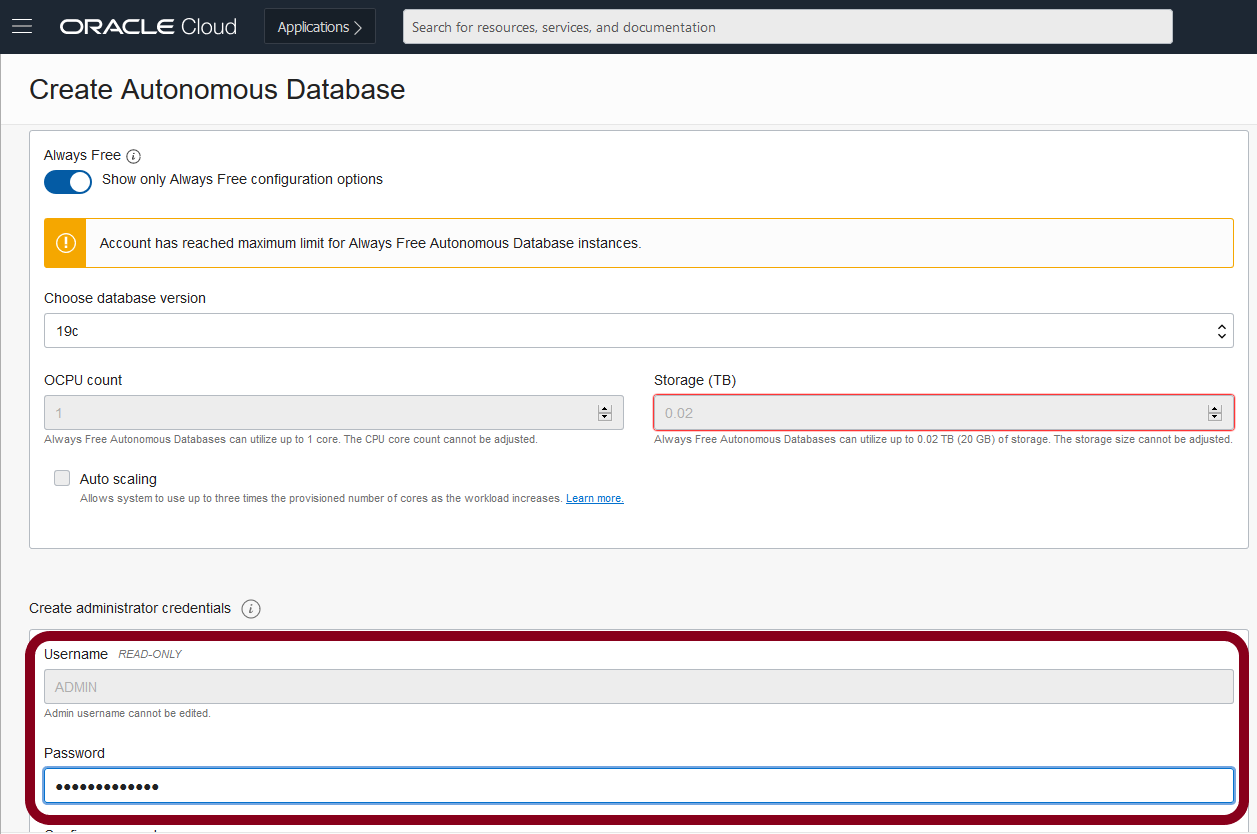 ORACLE Cloud
Applications
Search for resources, services, and documentation
Create Autonomous Database
Always Free
Show only Always Free configuration options
Account has reached maximum limit for Always Free Autonomous Database instances.
Choose database version
19c
OCPU count
Storage (TB)
1
0.02
Always Free Autonomous Databases can utilize up to 1 core. The CPU core count cannot be adjusted.
Always Free Autonomous Databases can utilize up to 0.02 TB (20 GB) of storage. The storage size cannot be adjusted.
Auto scaling
Allows system to use up to three times the provisioned number of cores as the workload increases. Learn more.
Create administrator credentials
Username READ-ONLY
ADMIN
Admin username cannot be edited.
Password
•••••••••••••